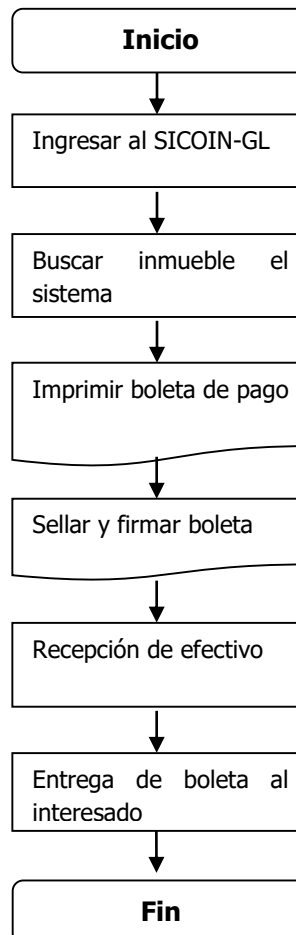 Inicio
Ingresar al SICOIN-GL
Buscar inmueble el
sistema
Imprimir boleta de pago
Sellar y firmar boleta
Recepción de efectivo
Entrega de boleta al
interesado
Fin